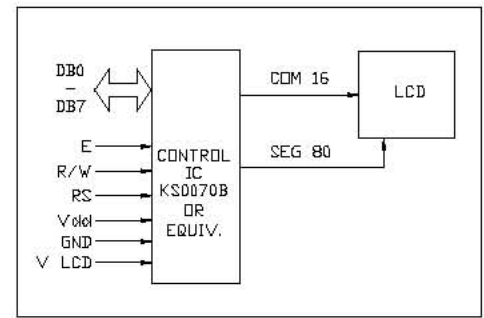 DB0
-
DB7
E
R/W
RS
Vdd
GND
V LCD
CONTROL
IC
KS0070B
OR
EQUIV.
COM 16
SEG 80
LCD